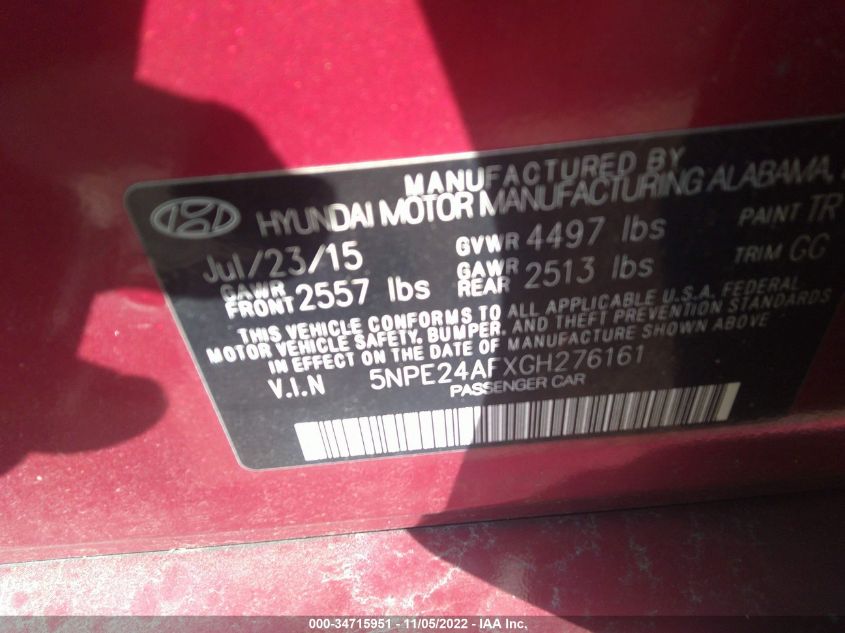 MANUFACTURED BY
HYUNDAI MOTOR MANUFACTURING ALABAMA,
Jul/23/15 GVWR 4497 lbs PAINT TR
GAWR FRONT 2557 lbs GAWR REAR 2513 lbs TRIM GG
THIS VEHICLE CONFORMS TO ALL APPLICABLE U.S.A. FEDERAL
MOTOR VEHICLE SAFETY, BUMPER, AND THEFT PREVENTION STANDARDS
IN EFFECT ON THE DATE OF MANUFACTURE SHOWN ABOVE
V.I.N 5NPE24AFXGH276161
PASSENGER CAR
000-34715951 - 11/05/2022 - IAA Inc.